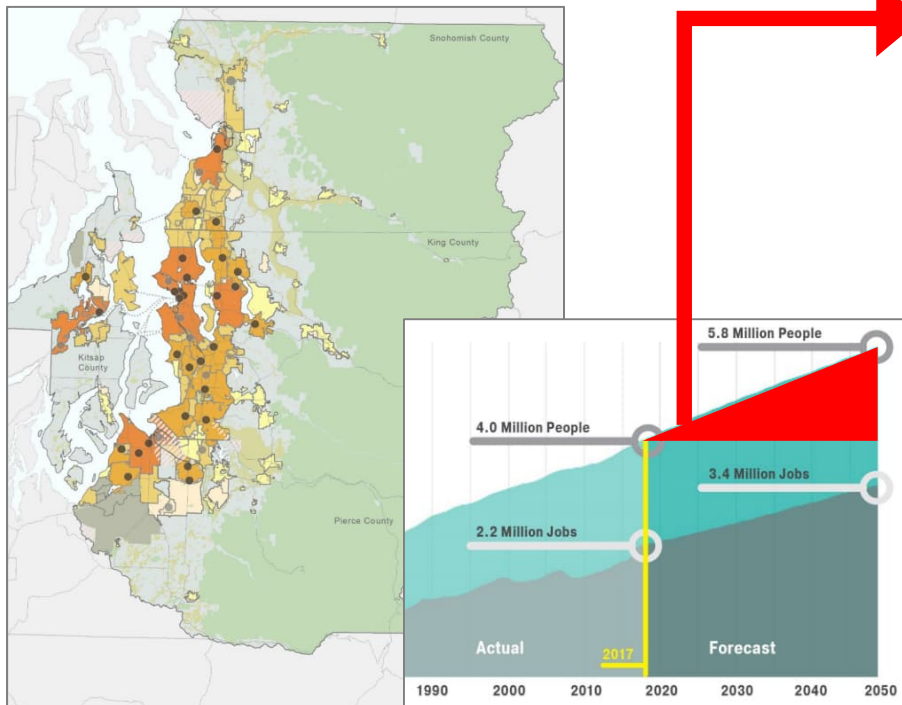 Snohomish County
King County
Kitsap
County
Pierce County
5.8 Million People
4.0 Million People
3.4 Million Jobs
2.2 Million Jobs
Actual
Forecast
2017
1990 2000 2010 2020 2030 2040 2050